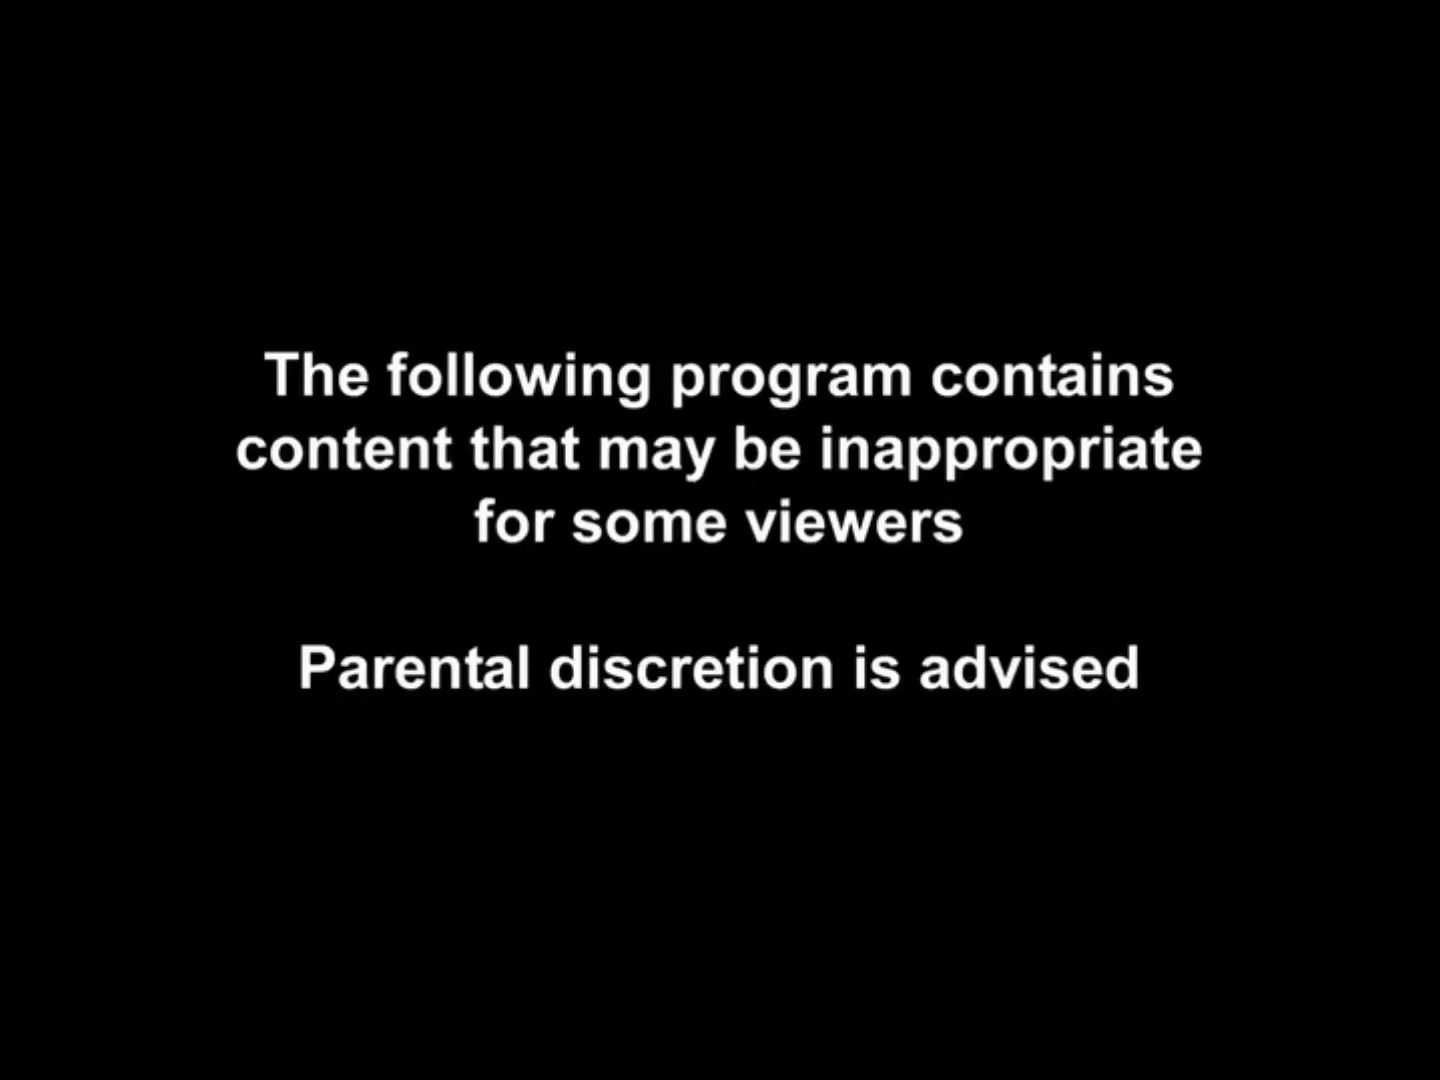 The following program contains
content that may be inappropriate
for some viewers
Parental discretion is advised